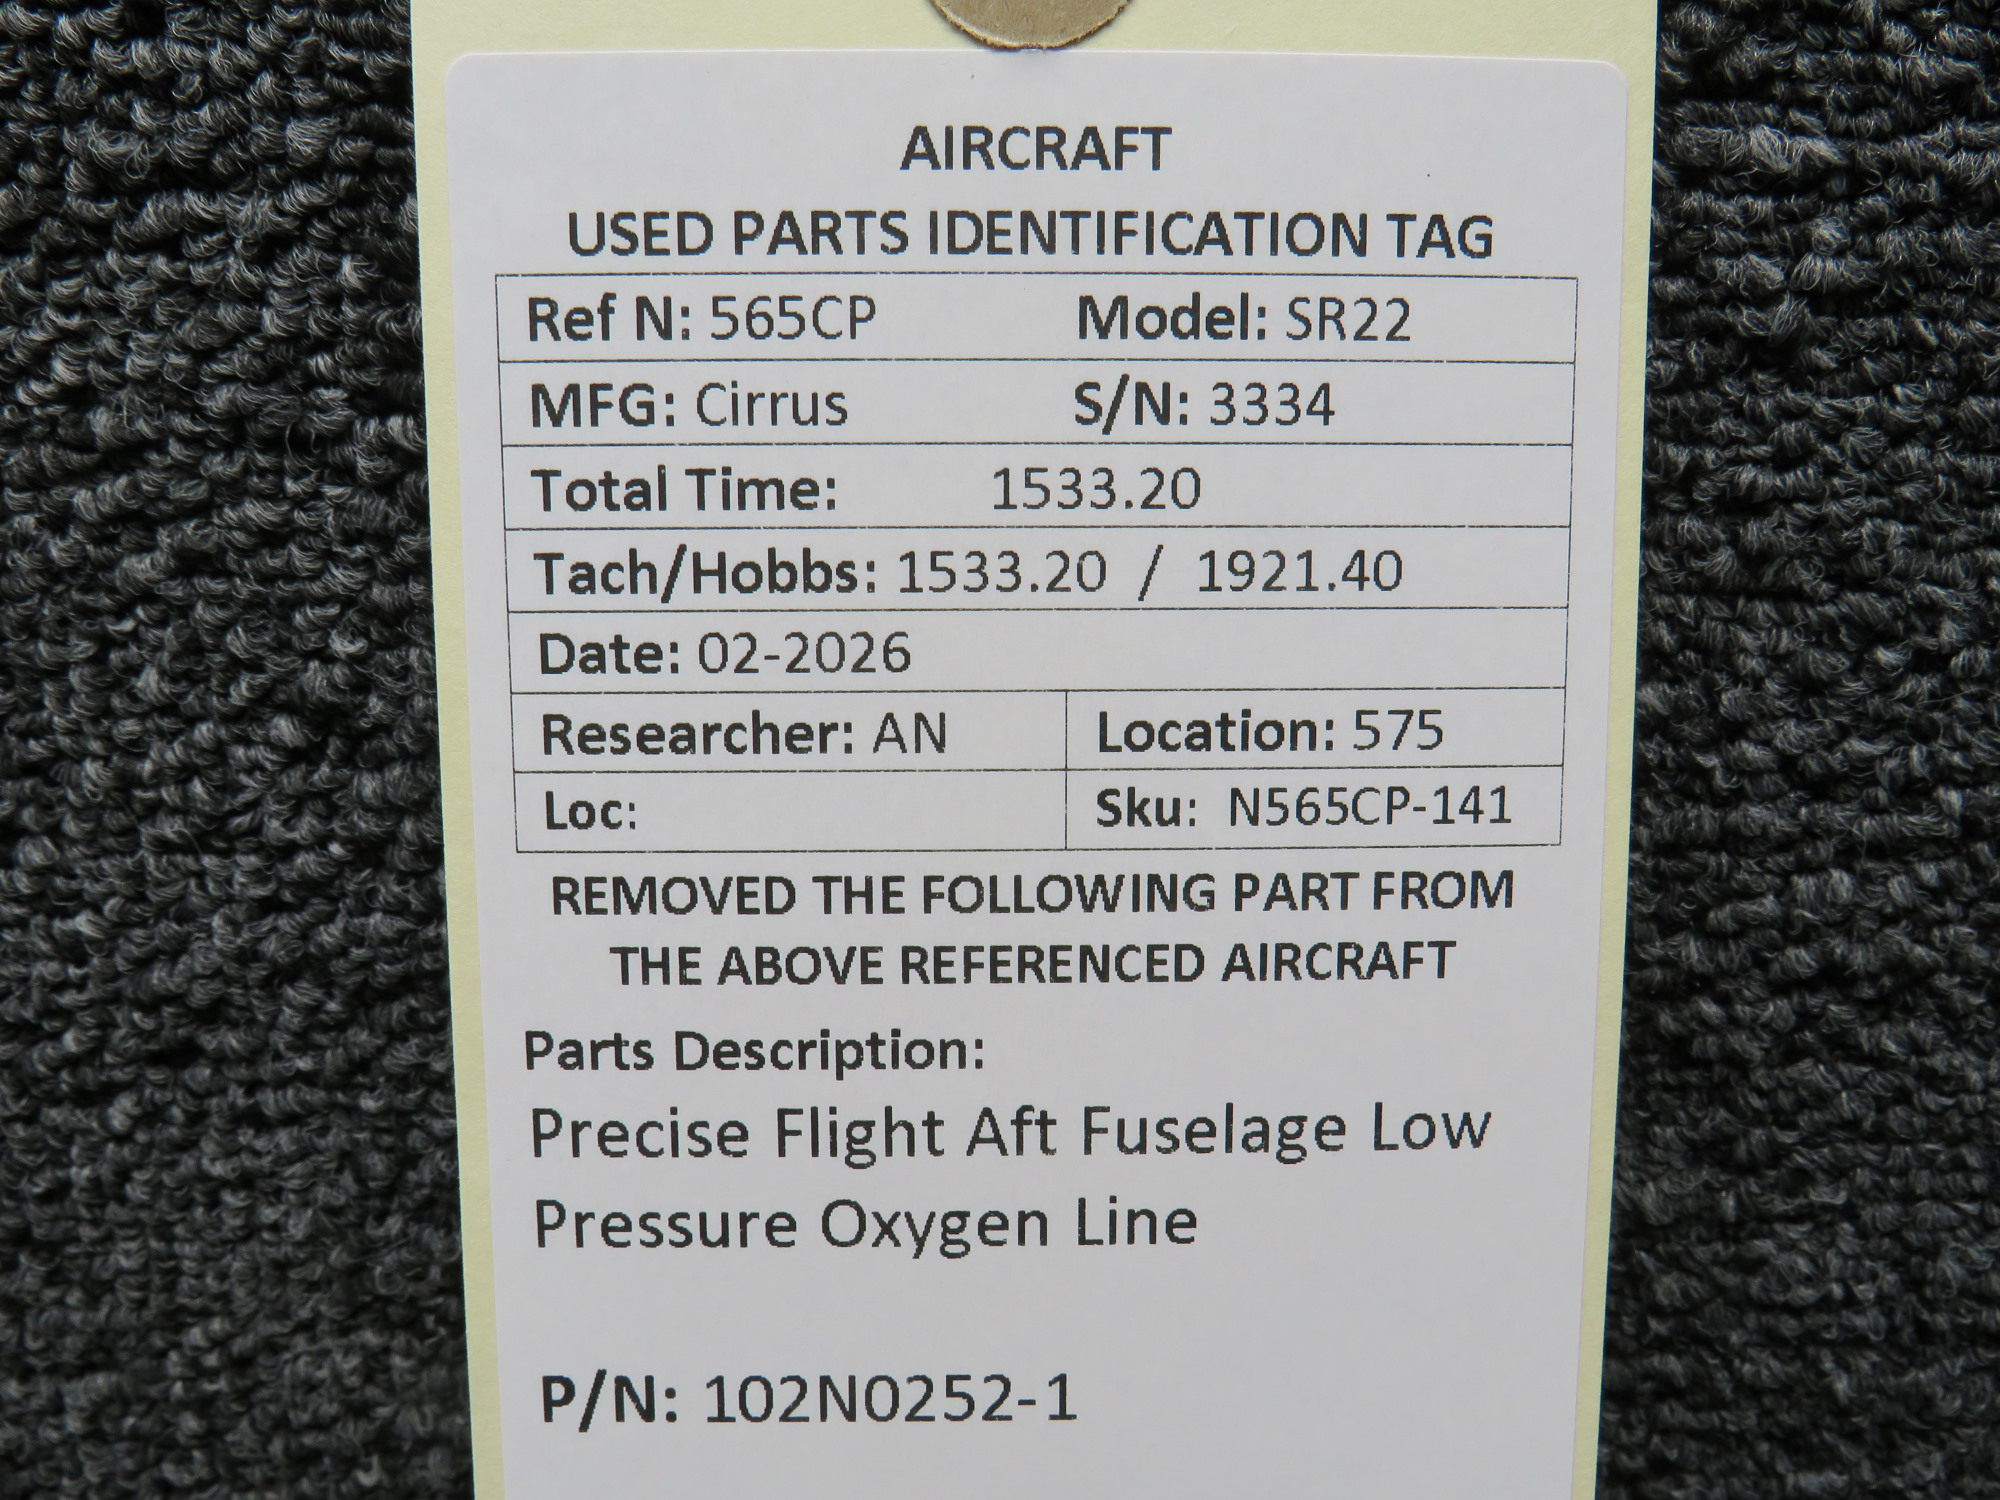 AIRCRAFT
USED PARTS IDENTIFICATION TAG
Ref N: 565CP Model: SR22
MFG: Cirrus S/N: 3334
Total Time: 1533.20
Tach/Hobbs: 1533.20 / 1921.40
Date: 02-2026
Researcher: AN Location: 575
Loc: Sku: N565CP-141
REMOVED THE FOLLOWING PART FROM
THE ABOVE REFERENCED AIRCRAFT
Parts Description:
Precise Flight Aft Fuselage Low
Pressure Oxygen Line
P/N: 102N0252-1